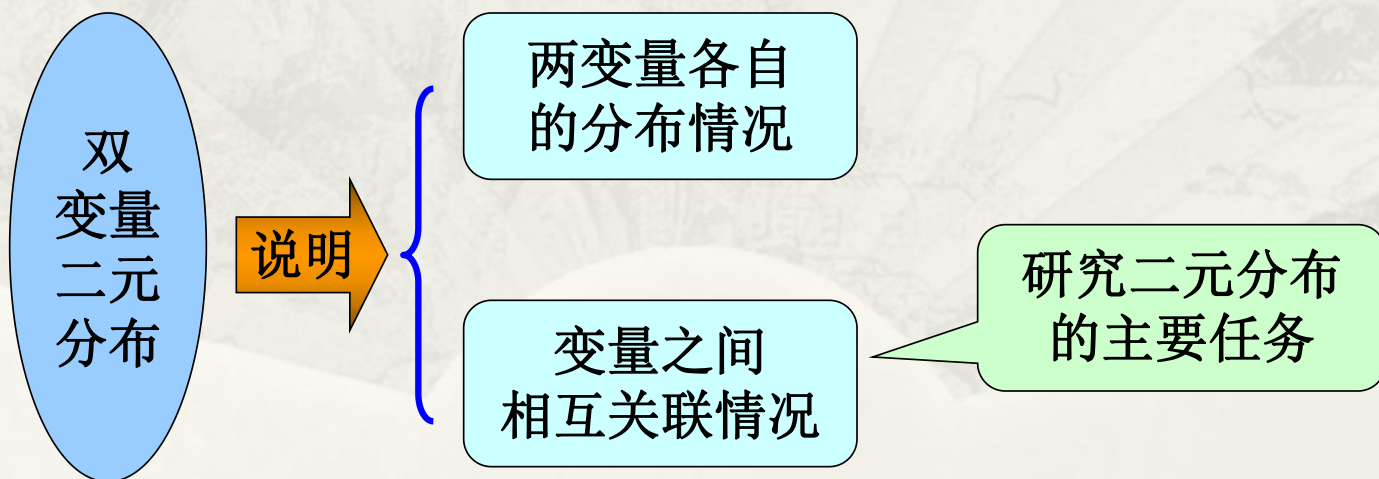 双
变量
二元
分布
说明
两变量各自
的分布情况
变量之间
相互关联情况
研究二元分布
的主要任务